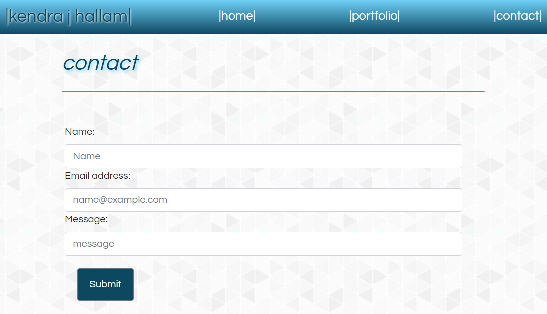 |kendra j hallam| |home| |portfolio| |contact|
contact
Name:
Name
Email address:
name@example.com
Message:
message
Submit